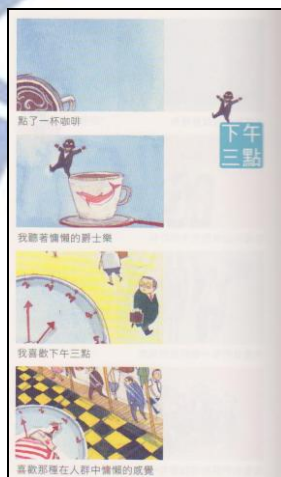 下午
三點
點了一杯咖啡
我聽著慵懶的爵士樂
我喜歡下午三點
喜歡那種在人群中慵懶的感覺